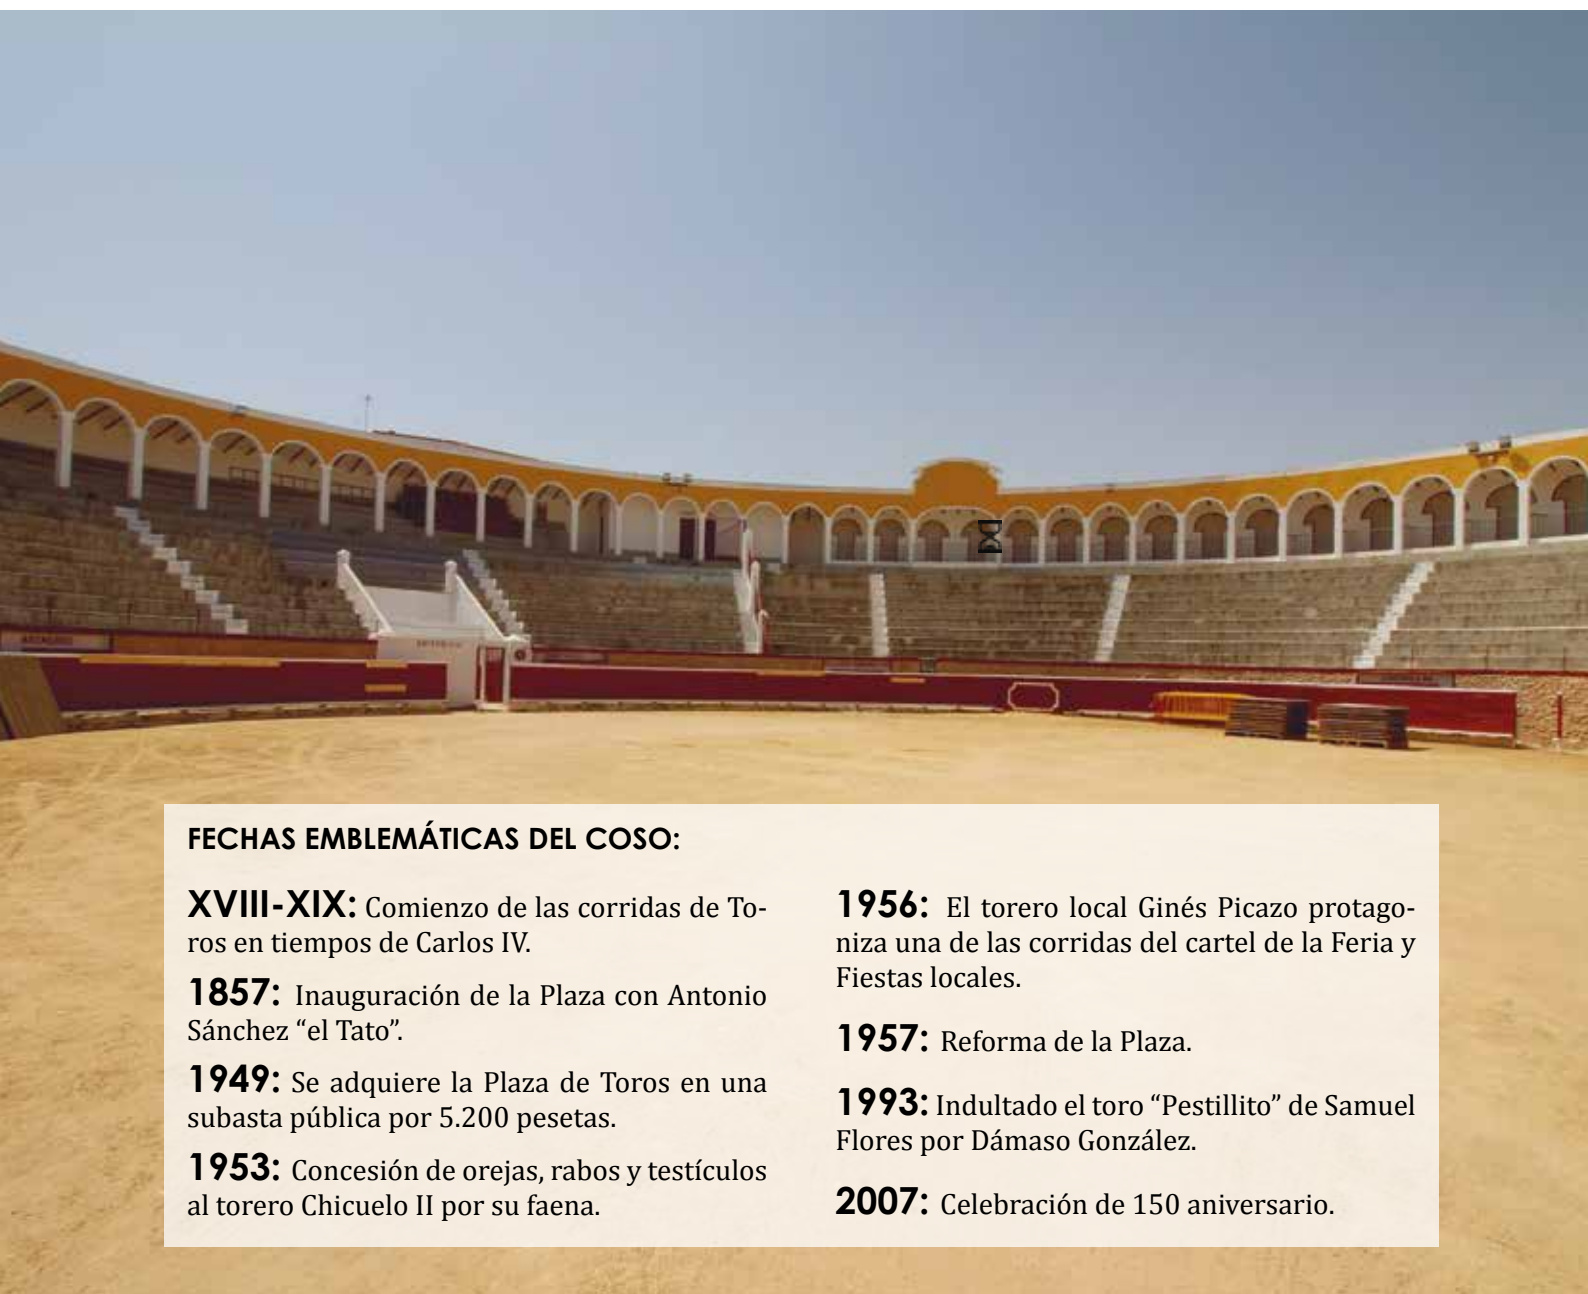 FECHAS EMBLEMÁTICAS DEL COSO:
XVIII-XIX: Comienzo de las corridas de To-
ros en tiempos de Carlos IV.
1857: Inauguración de la Plaza con Antonio
Sánchez “el Tato”.
1949: Se adquiere la Plaza de Toros en una
subasta pública por 5.200 pesetas.
1953: Concesión de orejas, rabos y testículos
al torero Chicuelo II por su faena.
1956: El torero local Ginés Picazo protago-
niza una de las corridas del cartel de la Feria y
Fiestas locales.
1957: Reforma de la Plaza.
1993: Indultado el toro “Pestillito” de Samuel
Flores por Dámaso González.
2007: Celebración de 150 aniversario.